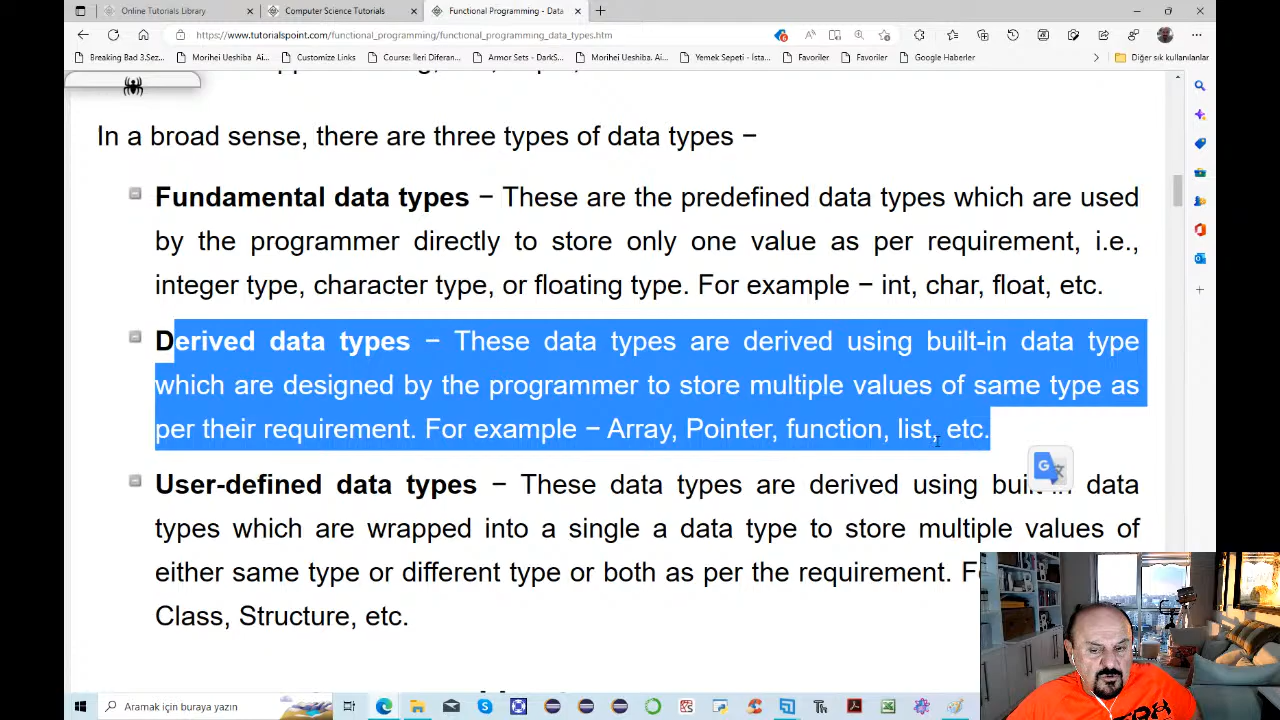 Online Tutorials Library
Computer Science Tutorials
Functional Programming - Data
https://www.tutorialspoint.com/functional_programming/functional_programming_data_types.htm
Breaking Bad 3.Sez...
Morihei Ueshiba. Ai...
Customize Links
Course: Ileri Diferan...
Armor Sets - DarkS...
Morihei Ueshiba. Ai...
Yemek Sepeti - İsta...
Favoriler
Favoriler
Google Haberler
Diğer sık kullanılanlar
In a broad sense, there are three types of data types −
Fundamental data types − These are the predefined data types which are used
by the programmer directly to store only one value as per requirement, i.e.,
integer type, character type, or floating type. For example − int, char, float, etc.
Derived data types − These data types are derived using built-in data type
which are designed by the programmer to store multiple values of same type as
per their requirement. For example − Array, Pointer, function, list, etc.
User-defined data types − These data types are derived using built-in data
types which are wrapped into a single a data type to store multiple values of
either same type or different type or both as per the requirement.
Class, Structure, etc.
Aramak için buraya yazın